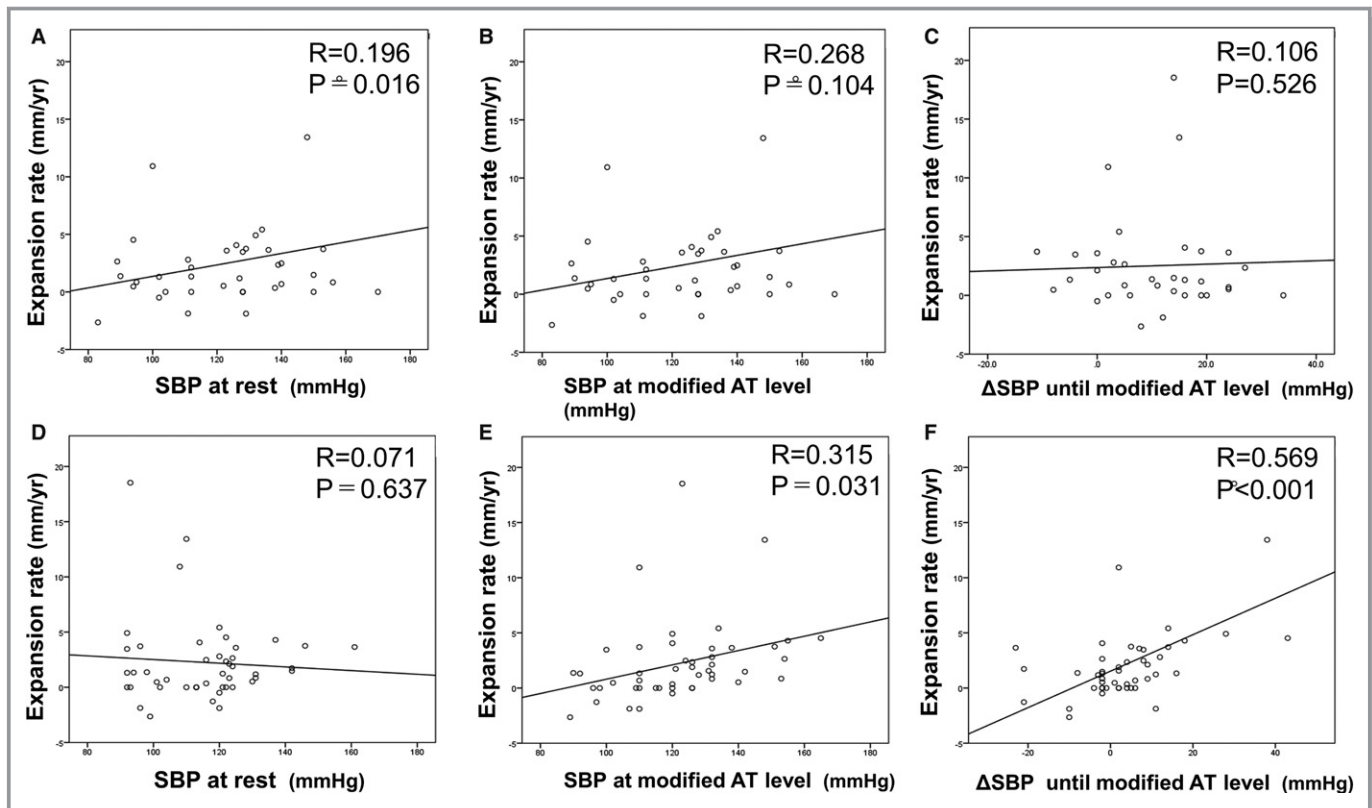 A
R=0.196
P = 0.016
Expansion rate (mm/yr)
20
15
10
5
0
-5
80 100 120 140 160 180
SBP at rest (mmHg)
B
R=0.268
P = 0.104
Expansion rate (mm/yr)
20
15
10
5
0
-5
80 100 120 140 160 180
SBP at modified AT level
(mmHg)
C
R=0.106
P=0.526
Expansion rate (mm/yr)
20
15
10
5
0
-5
-20.0 .0 20.0 40.0
ΔSBP until modified AT level (mmHg)
D
R=0.071
P = 0.637
Expansion rate (mm/yr)
20
15
10
5
0
-5
80 100 120 140 160 180
SBP at rest (mmHg)
E
R=0.315
P = 0.031
Expansion rate (mm/yr)
20
15
10
5
0
-5
80 100 120 140 160 180
SBP at modified AT level (mmHg)
F
R=0.569
P<0.001
Expansion rate (mm/yr)
20
15
10
5
0
-5
-20 0 20 40
ΔSBP until modified AT level (mmHg)